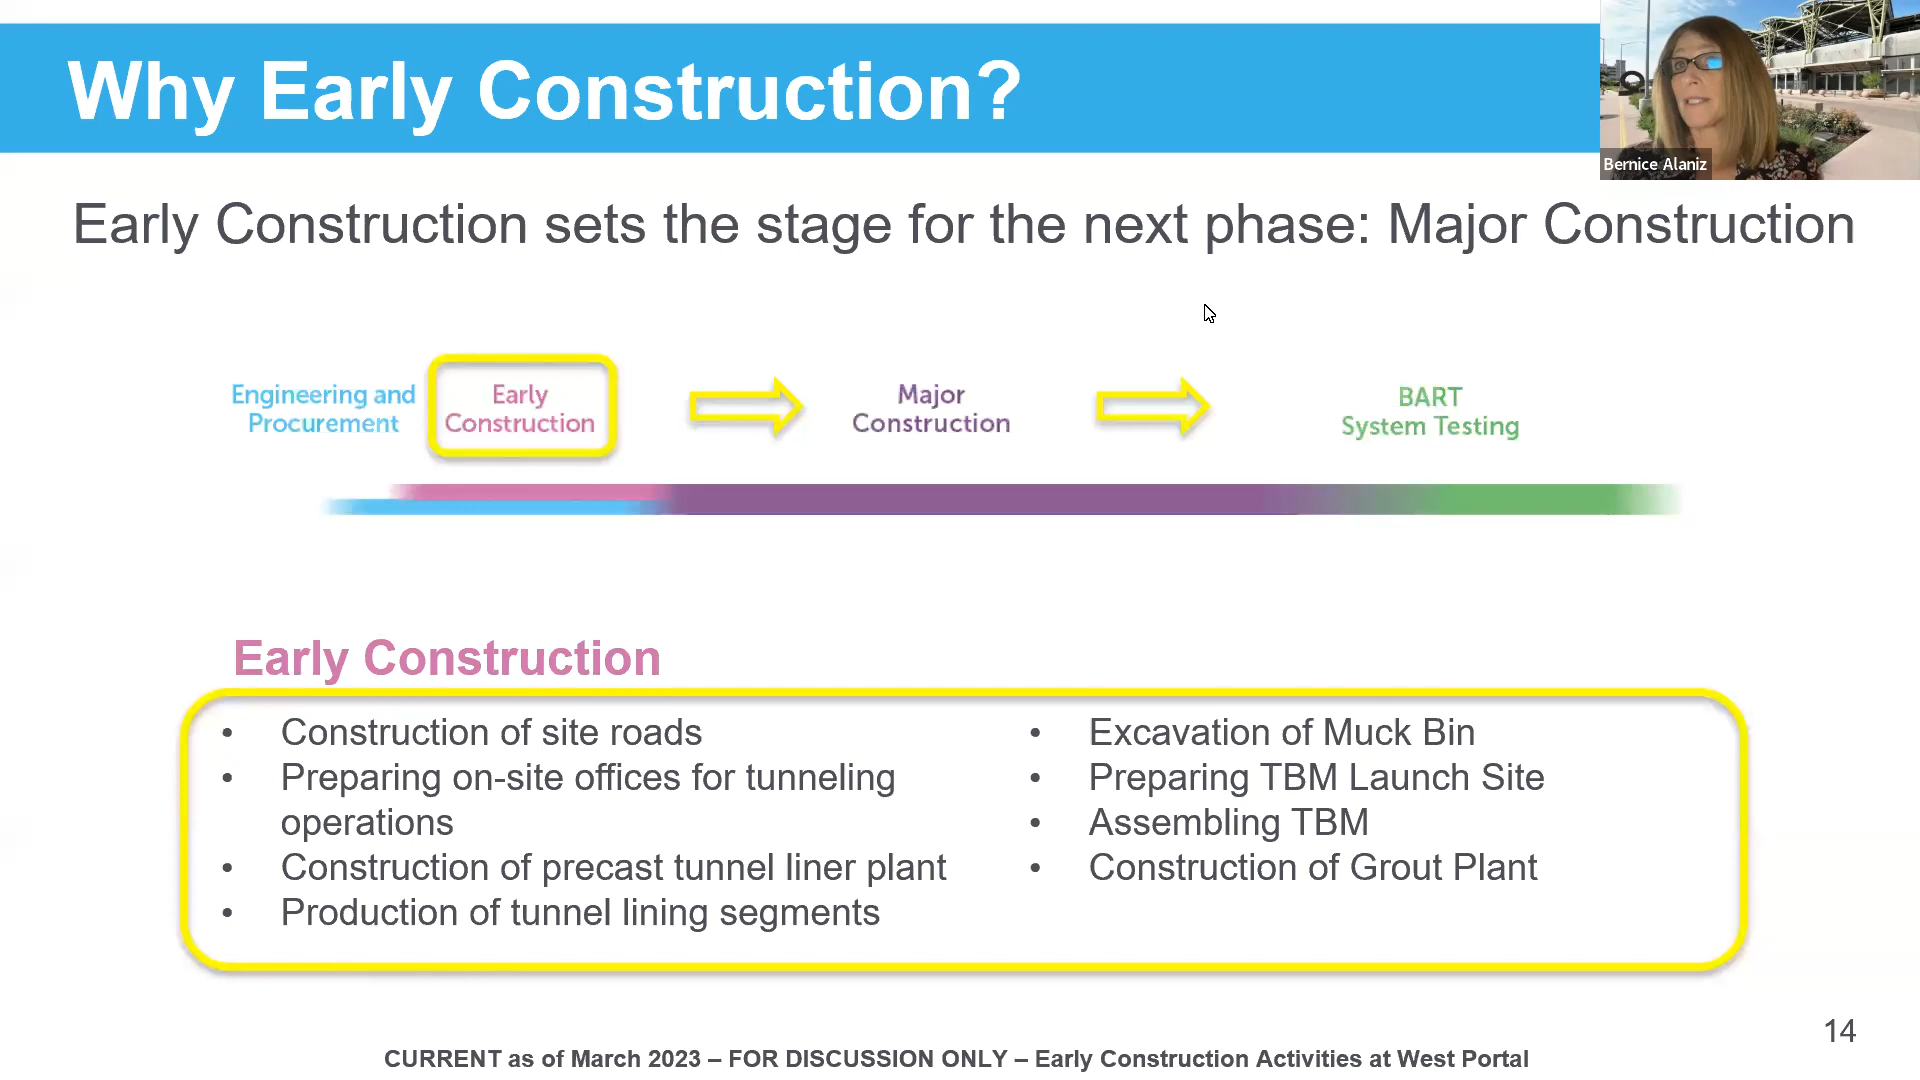 Why Early Construction?
Bernice Alaniz
Early Construction sets the stage for the next phase: Major Construction
Engineering and
Procurement
Early
Construction
Major
Construction
BART
System Testing
Early Construction
• Construction of site roads
• Preparing on-site offices for tunneling
operations
• Construction of precast tunnel liner plant
• Production of tunnel lining segments
• Excavation of Muck Bin
• Preparing TBM Launch Site
• Assembling TBM
• Construction of Grout Plant
14
CURRENT as of March 2023 – FOR DISCUSSION ONLY – Early Construction Activities at West Portal